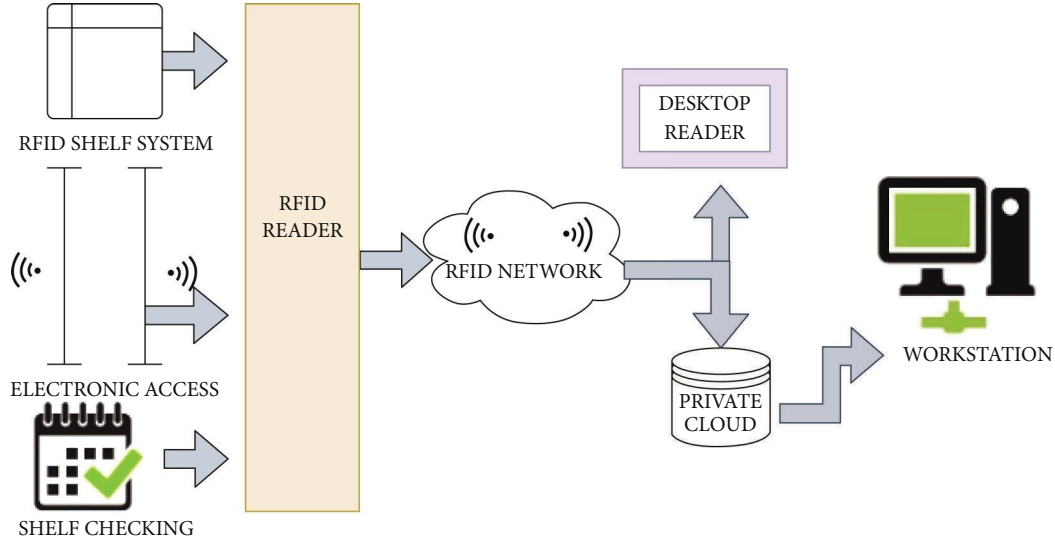 RFID SHELF SYSTEM
ELECTRONIC ACCESS
SHELF CHECKING
RFID
READER
RFID NETWORK
DESKTOP
READER
PRIVATE
CLOUD
WORKSTATION